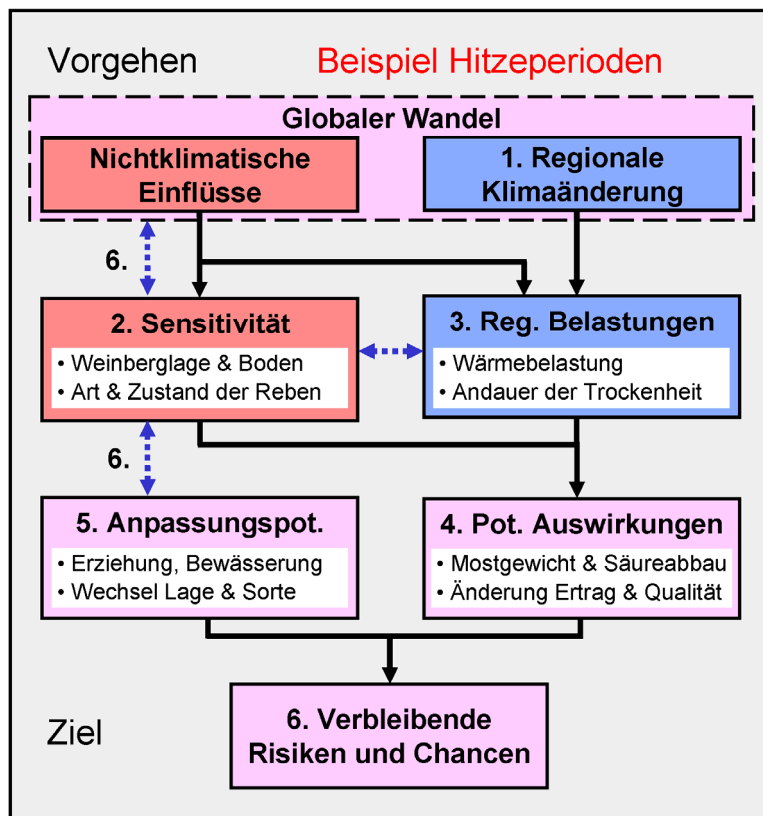 Vorgehen
Beispiel Hitzeperioden
Globaler Wandel
Nichtklimatische
Einflüsse
1. Regionale
Klimaänderung
6.
2. Sensitivität
• Weinberglage & Boden
• Art & Zustand der Reben
3. Reg. Belastungen
• Wärmebelastung
• Andauer der Trockenheit
6.
5. Anpassungspot.
• Erziehung, Bewässerung
• Wechsel Lage & Sorte
4. Pot. Auswirkungen
• Mostgewicht & Säureabbau
• Änderung Ertrag & Qualität
Ziel
6. Verbleibende
Risiken und Chancen